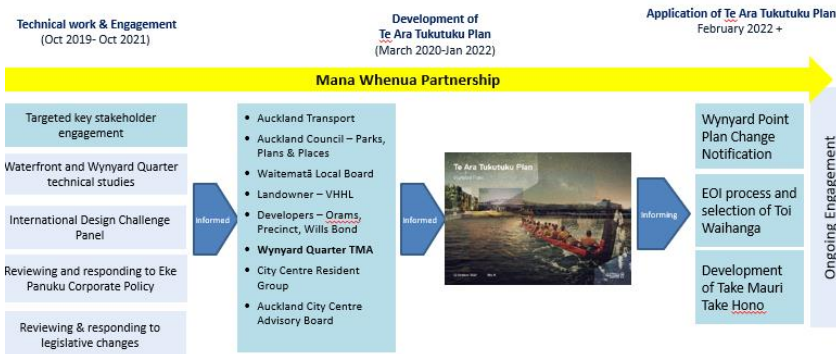 Technical work & Engagement
(Oct 2019- Oct 2021)
Development of
Te Ara Tukutuku Plan
(March 2020-Jan 2022)
Application of Te Ara Tukutuku Plan
February 2022 +
Mana Whenua Partnership
Targeted key stakeholder
engagement
Waterfront and Wynyard Quarter
technical studies
International Design Challenge
Panel
Reviewing and responding to Eke
Panuku Corporate Policy
Reviewing & responding to
legislative changes
Informed
• Auckland Transport
• Auckland Council – Parks,
Plans & Places
• Waitematā Local Board
• Landowner – VHHL
• Developers – Orams,
Precinct, Wills Bond
• Wynyard Quarter TMA
• City Centre Resident
Group
• Auckland City Centre
Advisory Board
Informed
Te Ara Tukutuku Plan
Informing
Wynyard Point
Plan Change
Notification
EOI process and
selection of Toi
Waihanga
Development
of Take Mauri
Take Hono
Ongoing Engagement